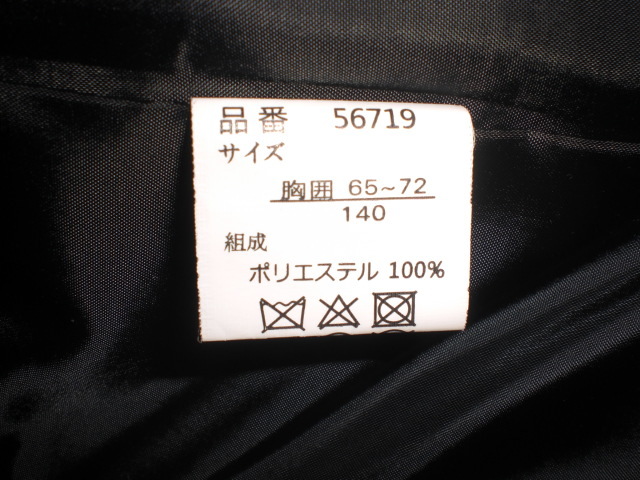 品番 56719
サイズ
胸囲 65~72
140
組成
ポリエステル 100%